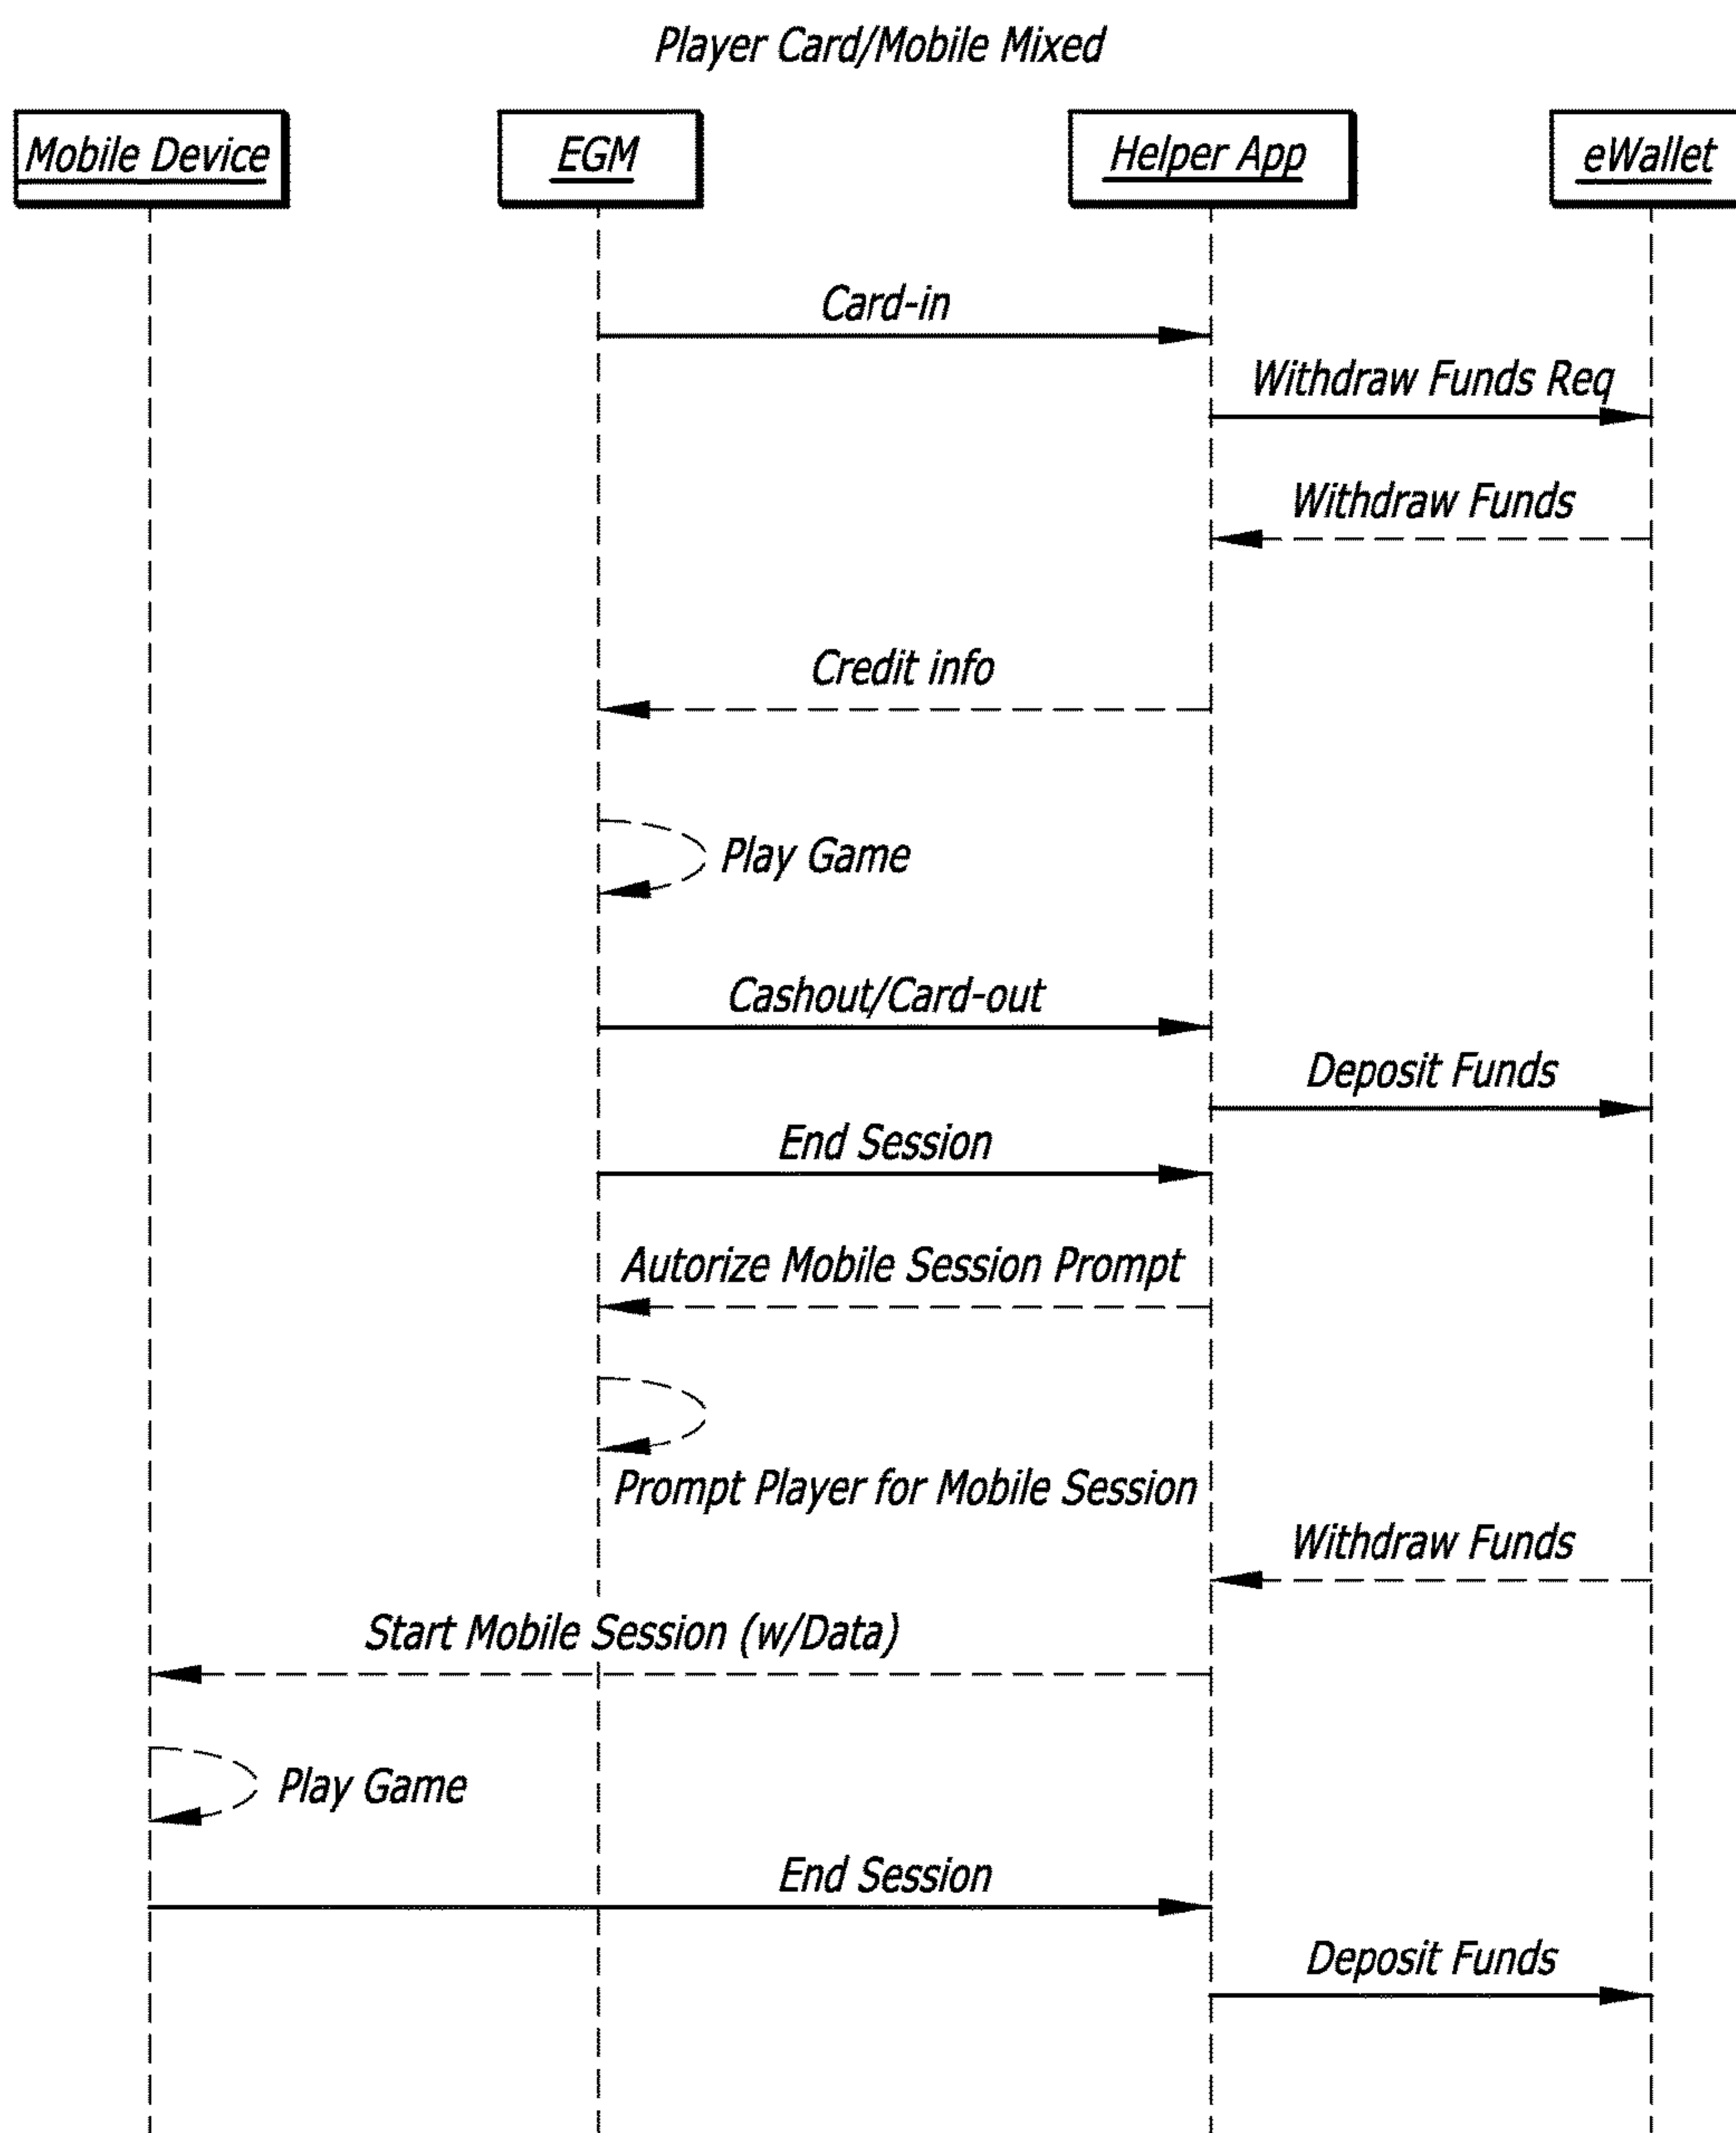 Player Card/Mobile Mixed
Mobile Device
EGM
Helper App
eWallet
Card-in
Withdraw Funds Req
Withdraw Funds
Credit info
Play Game
Cashout/Card-out
Deposit Funds
End Session
Autorize Mobile Session Prompt
Prompt Player for Mobile Session
Withdraw Funds
Start Mobile Session (w/Data)
Play Game
End Session
Deposit Funds